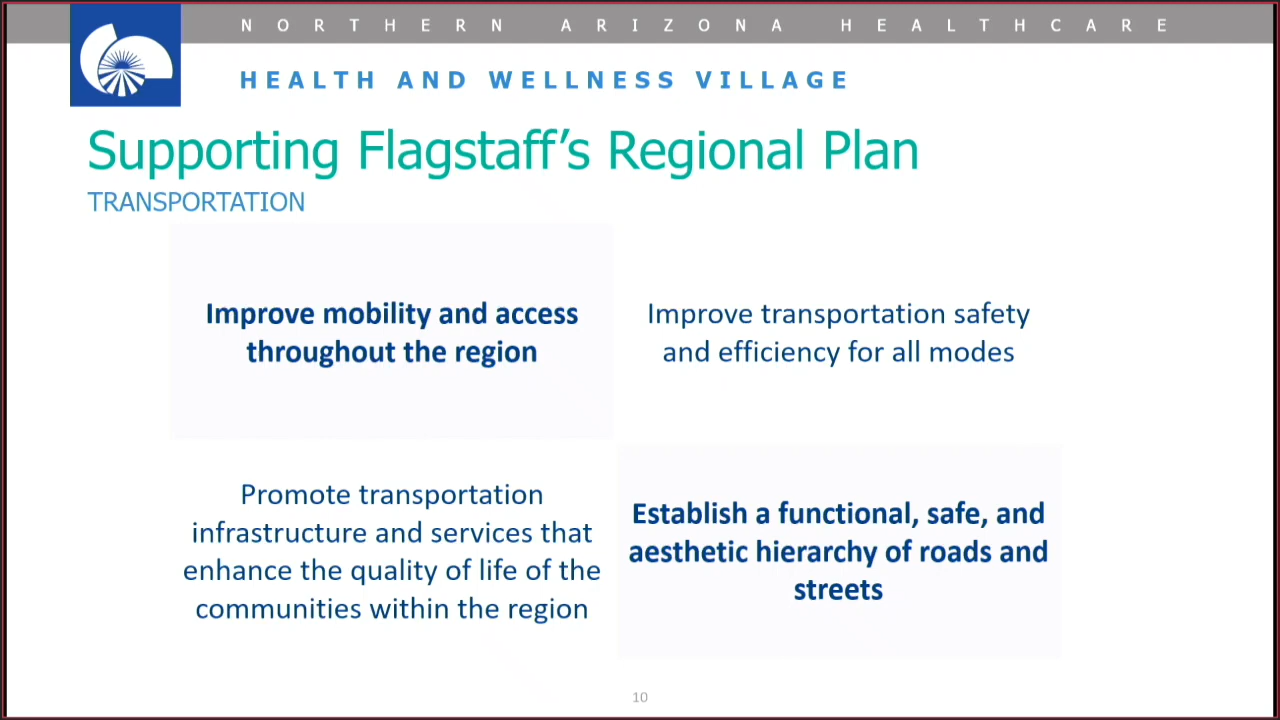 NORTHERN ARIZONA HEALTHCARE
HEALTH AND WELLNESS VILLAGE
Supporting Flagstaff's Regional Plan
TRANSPORTATION
Improve mobility and access
throughout the region
Improve transportation safety
and efficiency for all modes
Promote transportation
infrastructure and services that
enhance the quality of life of the
communities within the region
Establish a functional, safe, and
aesthetic hierarchy of roads and
streets
10